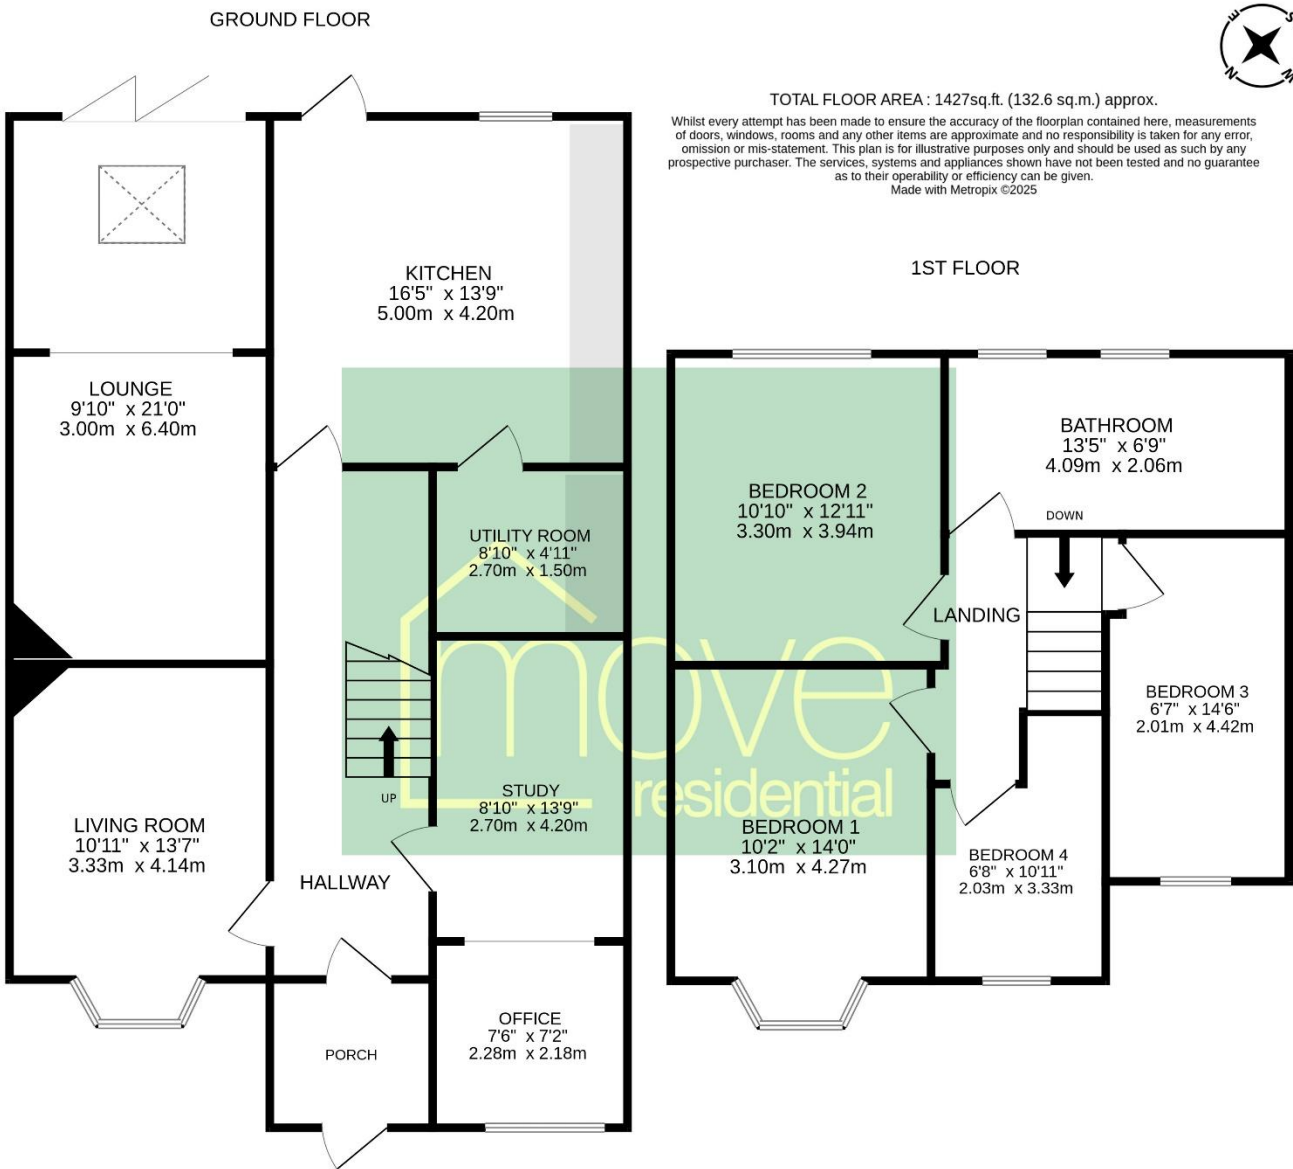 GROUND FLOOR
E
S
N
W
TOTAL FLOOR AREA : 1427sq.ft. (132.6 sq.m.) approx.
Whilst every attempt has been made to ensure the accuracy of the floorplan contained here, measurements
of doors, windows, rooms and any other items are approximate and no responsibility is taken for any error,
omission or mis-statement. This plan is for illustrative purposes only and should be used as such by any
prospective purchaser. The services, systems and appliances shown have not been tested and no guarantee
as to their operability or efficiency can be given.
Made with Metropix ©2025
KITCHEN
16'5" x 13'9"
5.00m x 4.20m
LOUNGE
9'10" x 21'0"
3.00m x 6.40m
UTILITY ROOM
8'10" x 4'11"
2.70m x 1.50m
UP
STUDY
8'10" x 13'9"
2.70m x 4.20m
LIVING ROOM
10'11" x 13'7"
3.33m x 4.14m
HALLWAY
OFFICE
7'6" x 7'2"
2.28m x 2.18m
PORCH
1ST FLOOR
BATHROOM
13'5" x 6'9"
4.09m x 2.06m
BEDROOM 2
10'10" x 12'11"
3.30m x 3.94m
DOWN
LANDING
BEDROOM 3
6'7" x 14'6"
2.01m x 4.42m
BEDROOM 1
10'2" x 14'0"
3.10m x 4.27m
BEDROOM 4
6'8" x 10'11"
2.03m x 3.33m
move
residential